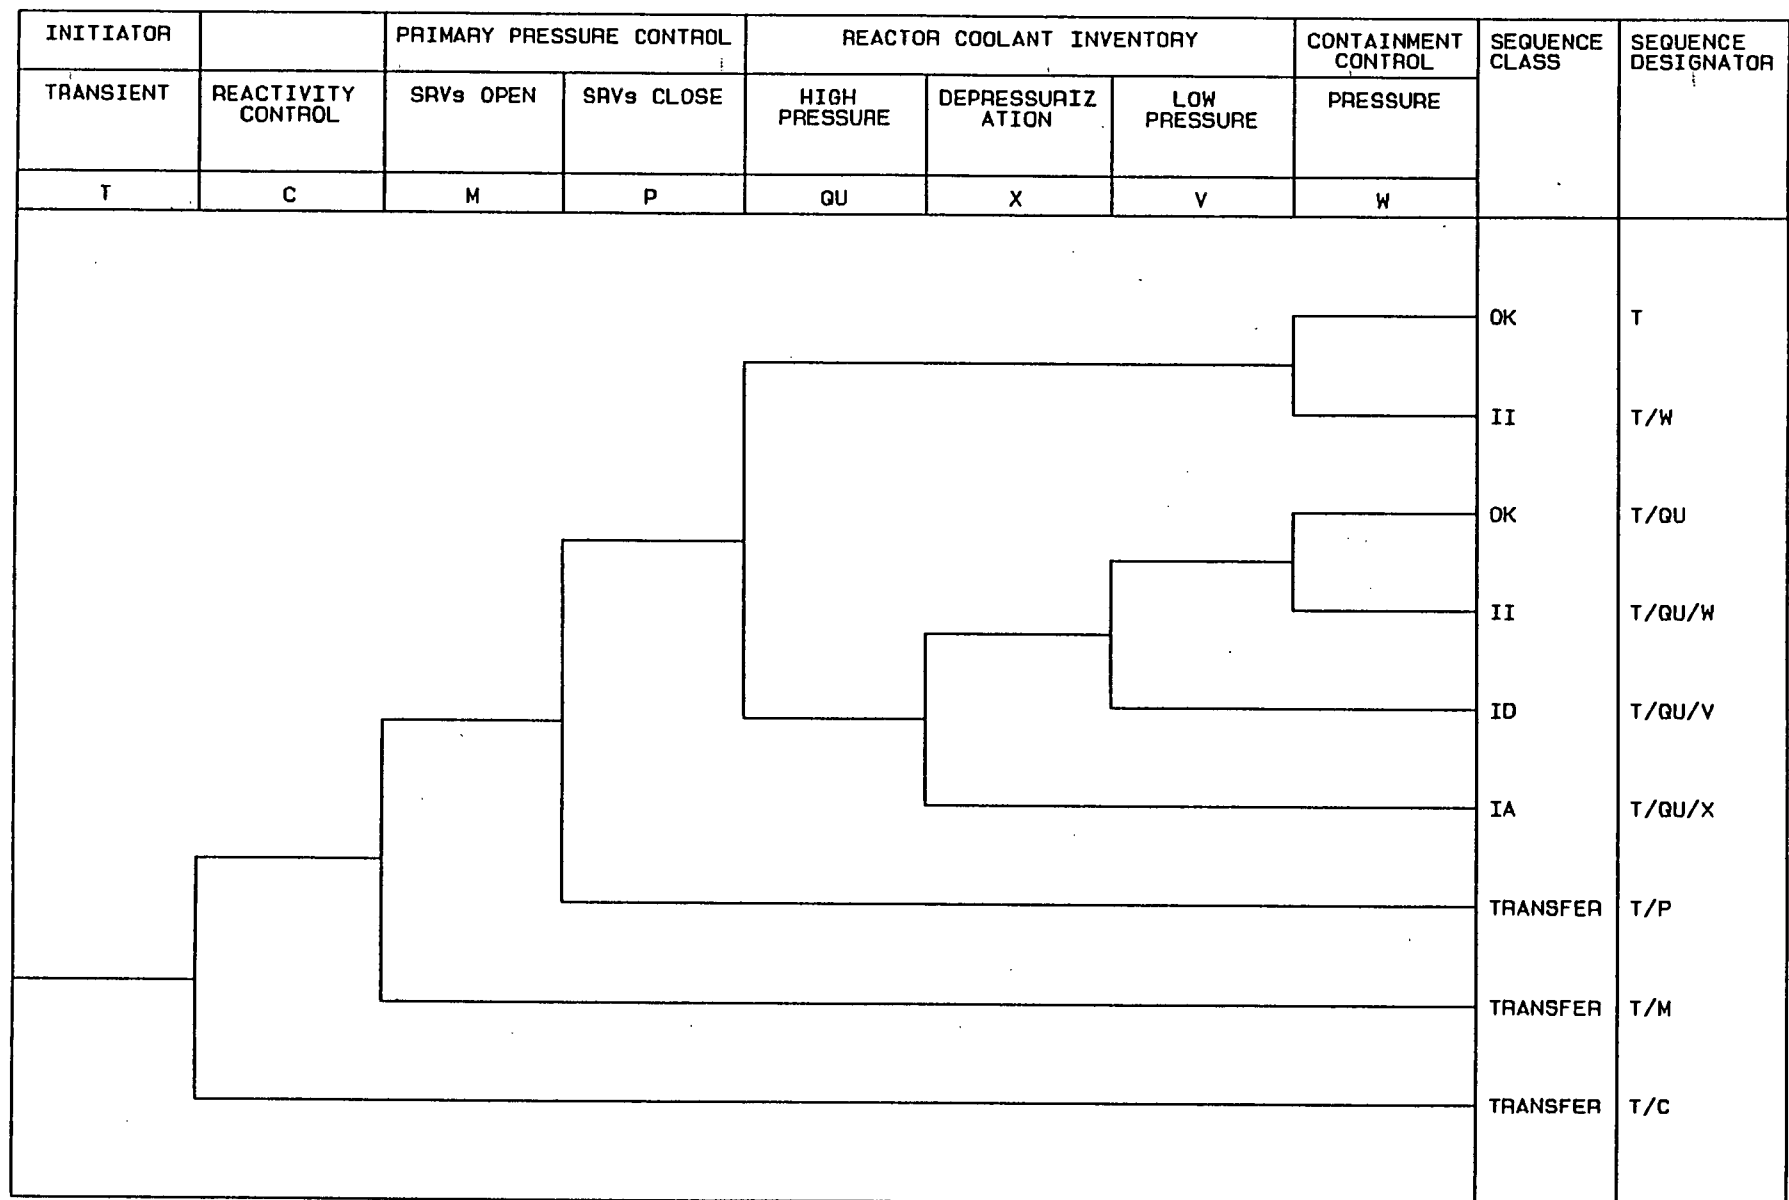 INITIATOR
PRIMARY PRESSURE CONTROL
REACTOR COOLANT INVENTORY
CONTAINMENT
CONTROL
SEQUENCE
CLASS
SEQUENCE
DESIGNATOR
TRANSIENT
REACTIVITY
CONTROL
SRVs OPEN
SRVs CLOSE
HIGH
PRESSURE
DEPRESSURIZ
ATION
LOW
PRESSURE
PRESSURE
T
C
M
P
QU
X
V
W
OK T
II T/W
OK T/QU
II T/QU/W
ID T/QU/V
IA T/QU/X
TRANSFER T/P
TRANSFER T/M
TRANSFER T/C